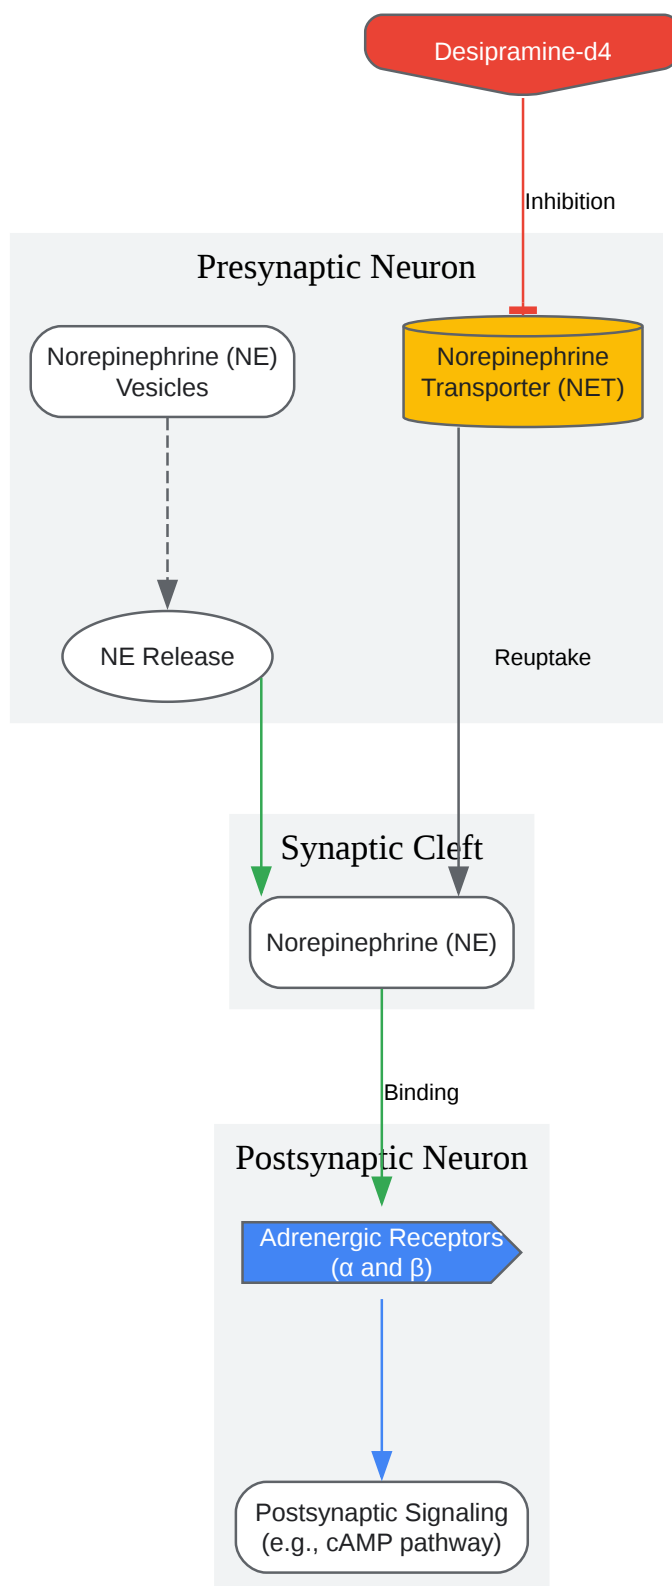 Desipramine-d4
Inhibition
Presynaptic Neuron
Norepinephrine (NE)
Vesicles
Norepinephrine
Transporter (NET)
NE Release
Reuptake
Synaptic Cleft
Norepinephrine (NE)
Binding
Postsynaptic Neuron
Adrenergic Receptors
(α and β)
Postsynaptic Signaling
(e.g., cAMP pathway)